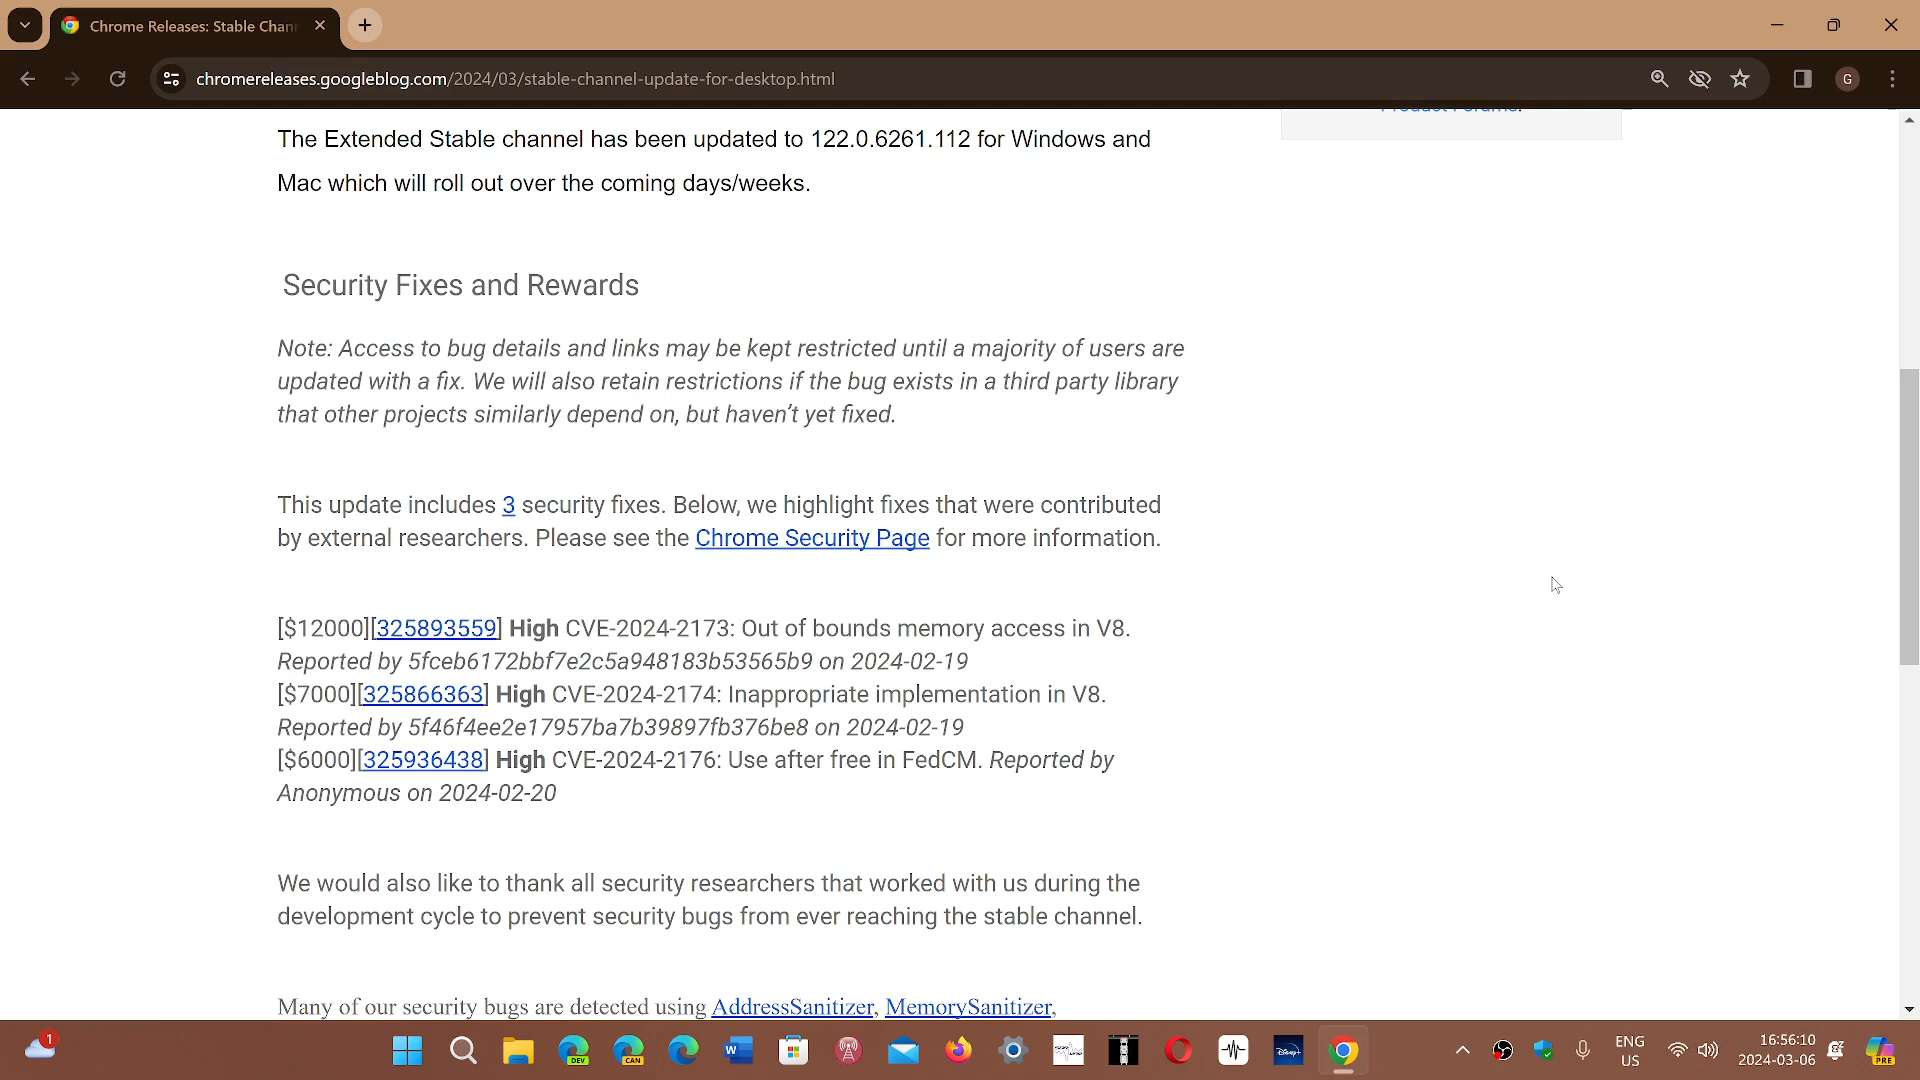 Chrome Releases: Stable Chan
chromereleases.googleblog.com/2024/03/stable-channel-update-for-desktop.html
G
Product Forums.
The Extended Stable channel has been updated to 122.0.6261.112 for Windows and
Mac which will roll out over the coming days/weeks.
Security Fixes and Rewards
Note: Access to bug details and links may be kept restricted until a majority of users are
updated with a fix. We will also retain restrictions if the bug exists in a third party library
that other projects similarly depend on, but haven't yet fixed.
This update includes 3 security fixes. Below, we highlight fixes that were contributed
by external researchers. Please see the Chrome Security Page for more information.
[$12000][325893559] High CVE-2024-2173: Out of bounds memory access in V8.
Reported by 5fceb6172bbf7e2c5a948183b53565b9 on 2024-02-19
[$7000][325866363] High CVE-2024-2174: Inappropriate implementation in V8.
Reported by 5f46f4ee2e17957ba7b39897fb376be8 on 2024-02-19
[$6000][325936438] High CVE-2024-2176: Use after free in FedCM. Reported by
Anonymous on 2024-02-20
We would also like to thank all security researchers that worked with us during the
development cycle to prevent security bugs from ever reaching the stable channel.
Many of our security bugs are detected using AddressSanitizer, MemorySanitizer,
1
DEV
CAN
W
Disney+
ENG
US
16:56:10
2024-03-06
PRE